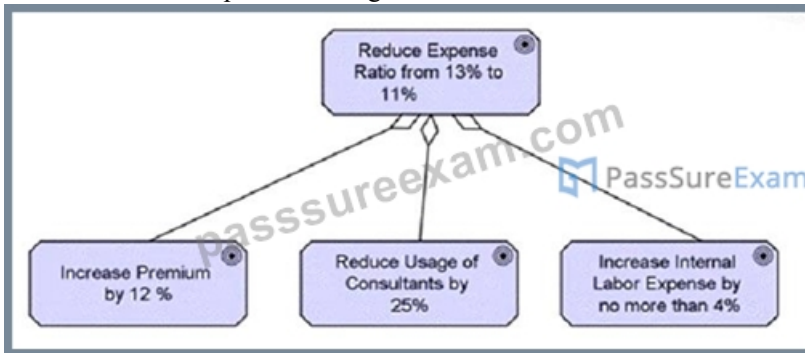 Reduce Expense
Ratio from 13% to
11%
passsureexam.com
PassSureExam
Increase Premium
by 12 %
Reduce Usage of
Consultants by
25%
Increase Internal
Labor Expense by
no more than 4%